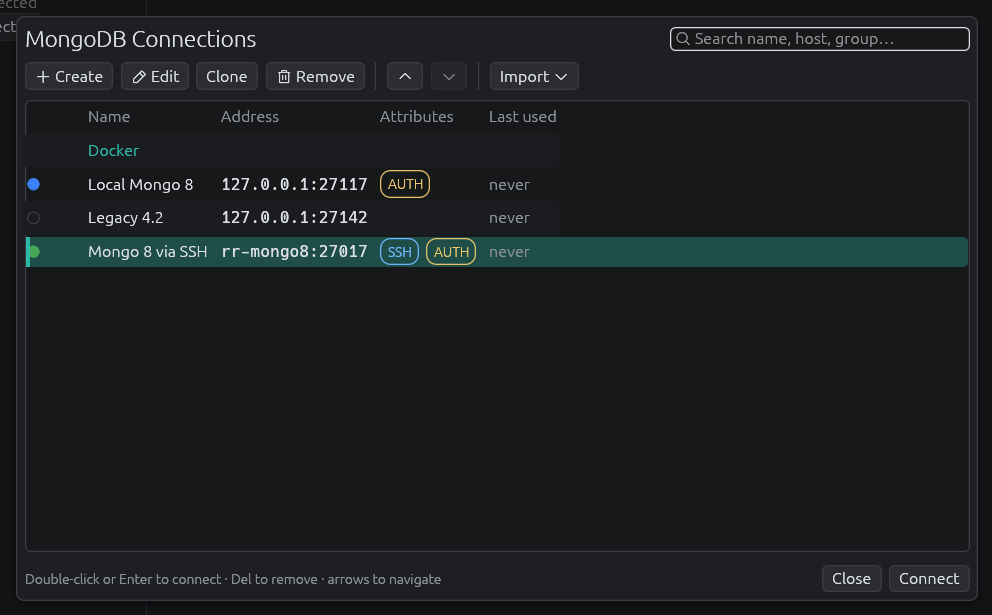 ected
MongoDB Connections
Search name, host, group…
Create Edit Clone Remove Import
Name Address Attributes Last used
Docker
Local Mongo 8 127.0.0.1:27117 AUTH never
Legacy 4.2 127.0.0.1:27142 never
Mongo 8 via SSH rr-mongo8:27017 SSH AUTH never
Double-click or Enter to connect · Del to remove · arrows to navigate
Close Connect